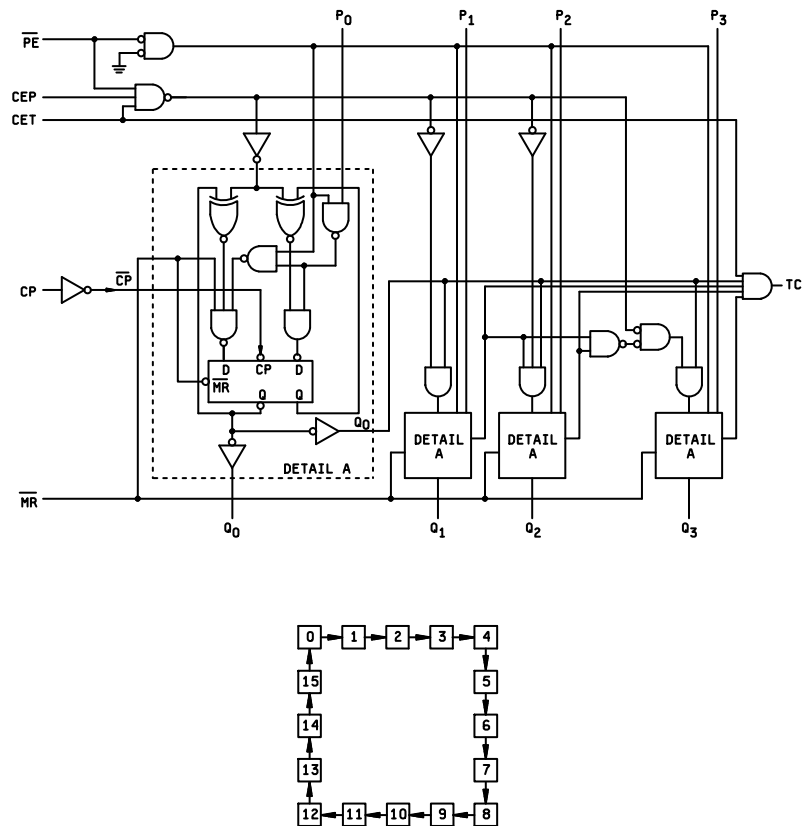 P0 P1 P2 P3
PE
CEP
CET
CP CP TC
D CP D
MR
Q Q
Q0
DETAIL A DETAIL A DETAIL A
DETAIL A
MR
Q0 Q1 Q2 Q3
0 1 2 3 4
15 5
14 6
13 7
12 11 10 9 8